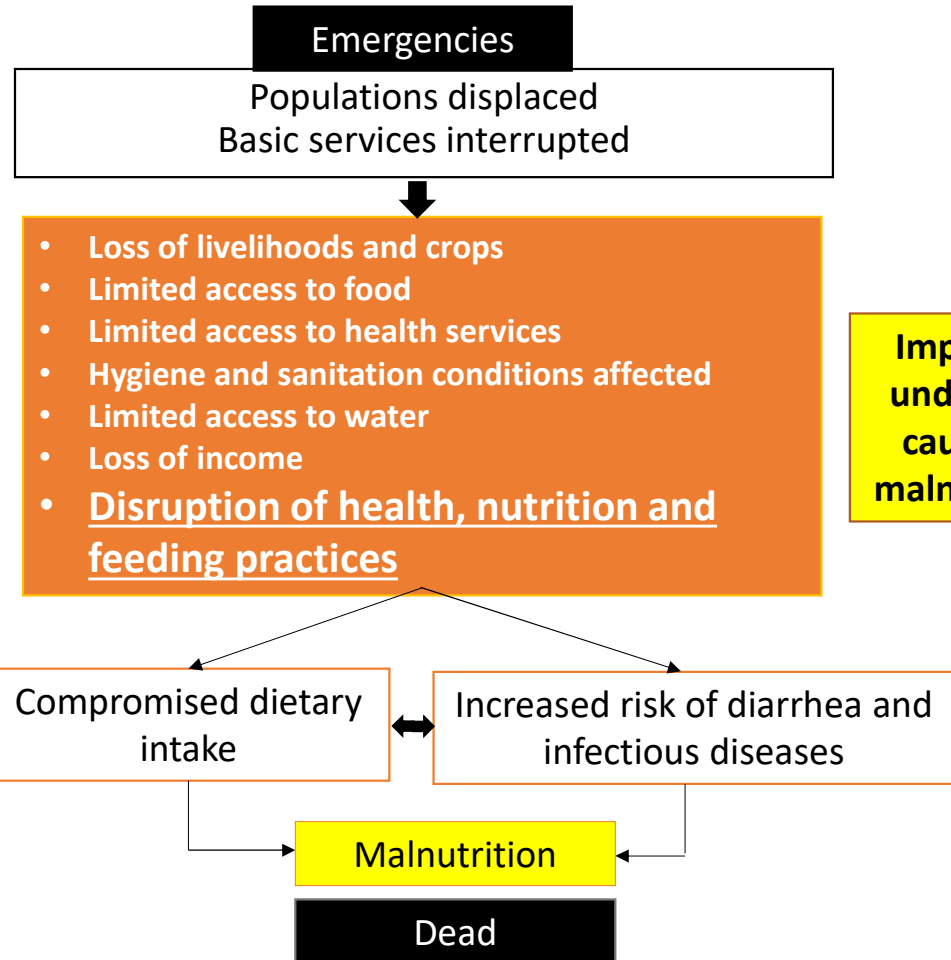 Emergencies
Populations displaced
Basic services interrupted
• Loss of livelihoods and crops
• Limited access to food
• Limited access to health services
• Hygiene and sanitation conditions affected
• Limited access to water
• Loss of income
• Disruption of health, nutrition and
feeding practices
Compromised dietary
intake
Increased risk of diarrhea and
infectious diseases
Malnutrition
Dead